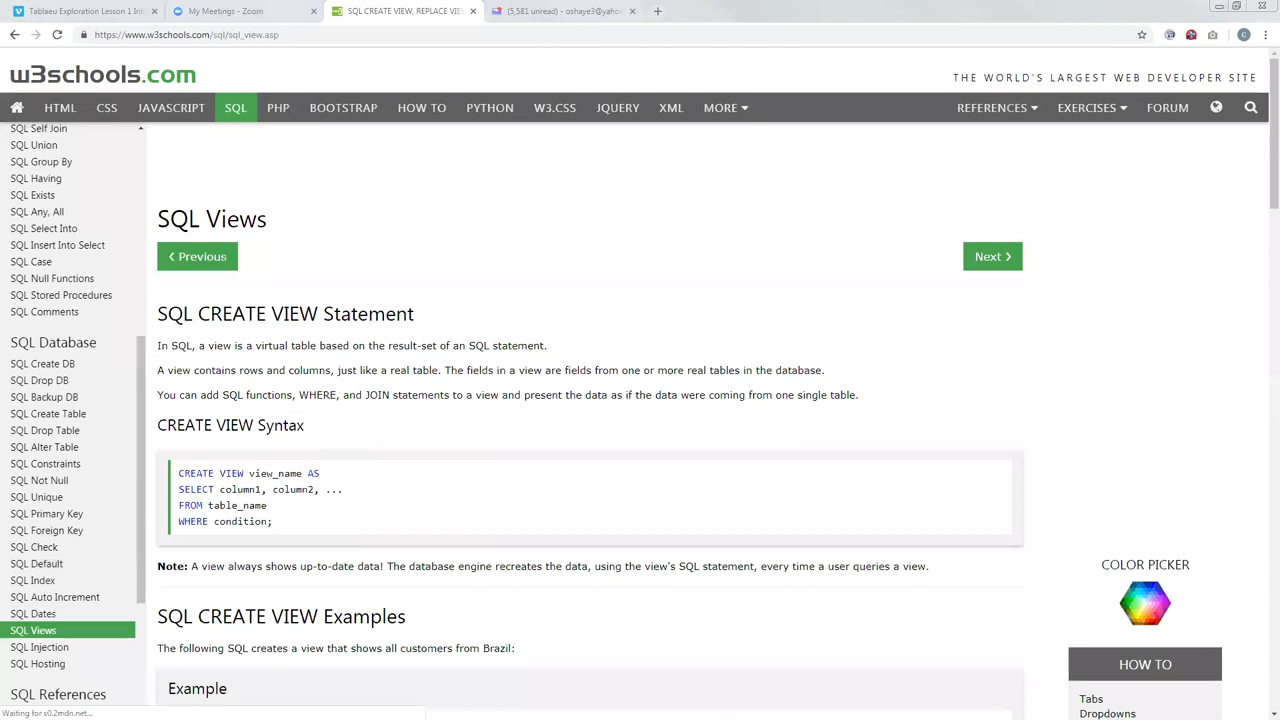 Tablaeu Exploration Lesson 1 Int
My Meetings - Zoom
SQL CREATE VIEW, REPLACE VIE
(5,581 unread) - oshaye3@yaho
https://www.w3schools.com/sql/sql_view.asp
w3schools.com
THE WORLD'S LARGEST WEB DEVELOPER SITE
HTML CSS JAVASCRIPT SQL PHP BOOTSTRAP HOW TO PYTHON W3.CSS JQUERY XML MORE REFERENCES EXERCISES FORUM
SQL Self Join
SQL Union
SQL Group By
SQL Having
SQL Exists
SQL Any, All
SQL Select Into
SQL Insert Into Select
SQL Case
SQL Null Functions
SQL Stored Procedures
SQL Comments
SQL Database
SQL Create DB
SQL Drop DB
SQL Backup DB
SQL Create Table
SQL Drop Table
SQL Alter Table
SQL Constraints
SQL Not Null
SQL Unique
SQL Primary Key
SQL Foreign Key
SQL Check
SQL Default
SQL Index
SQL Auto Increment
SQL Dates
SQL Views
SQL Injection
SQL Hosting
SQL References
Waiting for s0.2mdn.net...
SQL Views
❮ Previous
Next ❯
SQL CREATE VIEW Statement
In SQL, a view is a virtual table based on the result-set of an SQL statement.
A view contains rows and columns, just like a real table. The fields in a view are fields from one or more real tables in the database.
You can add SQL functions, WHERE, and JOIN statements to a view and present the data as if the data were coming from one single table.
CREATE VIEW Syntax
CREATE VIEW view_name AS
SELECT column1, column2, ...
FROM table_name
WHERE condition;
Note: A view always shows up-to-date data! The database engine recreates the data, using the view's SQL statement, every time a user queries a view.
SQL CREATE VIEW Examples
The following SQL creates a view that shows all customers from Brazil:
Example
COLOR PICKER
HOW TO
Tabs
Dropdowns